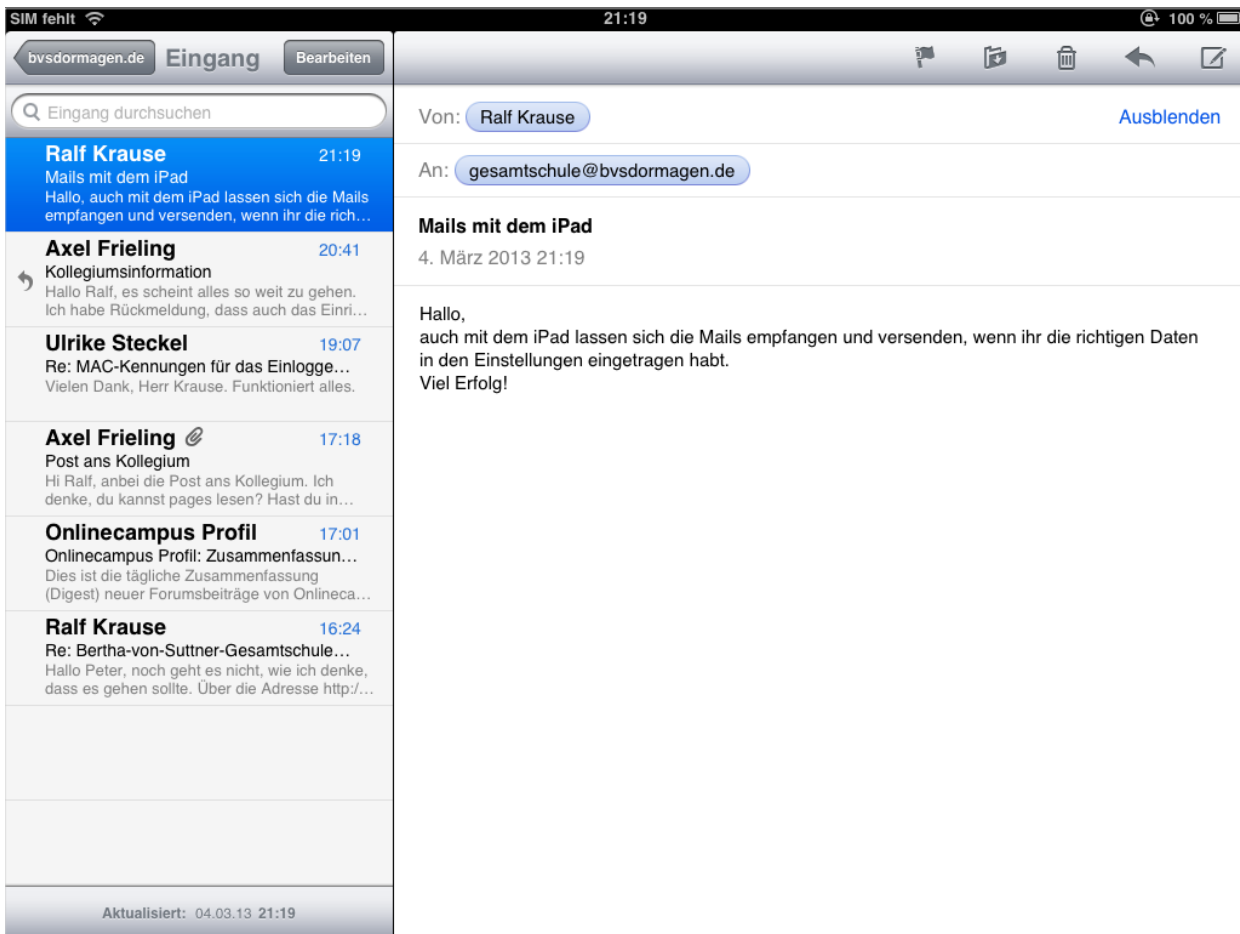 SIM fehlt 21:19 100 %
bvsdormagen.de Eingang Bearbeiten
Eingang durchsuchen
Ralf Krause 21:19
Mails mit dem iPad
Hallo, auch mit dem iPad lassen sich die Mails
empfangen und versenden, wenn ihr die rich…
Axel Frieling 20:41
Kollegiumsinformation
Hallo Ralf, es scheint alles so weit zu gehen.
Ich habe Rückmeldung, dass auch das Einri…
Ulrike Steckel 19:07
Re: MAC-Kennungen für das Einlogge…
Vielen Dank, Herr Krause. Funktioniert alles.
Axel Frieling 17:18
Post ans Kollegium
Hi Ralf, anbei die Post ans Kollegium. Ich
denke, du kannst pages lesen? Hast du in…
Onlinecampus Profil 17:01
Onlinecampus Profil: Zusammenfassun…
Dies ist die tägliche Zusammenfassung
(Digest) neuer Forumsbeiträge von Onlineca…
Ralf Krause 16:24
Re: Bertha-von-Suttner-Gesamtschule…
Hallo Peter, noch geht es nicht, wie ich denke,
dass es gehen sollte. Über die Adresse http:/…
Aktualisiert: 04.03.13 21:19
Von: Ralf Krause Ausblenden
An: gesamtschule@bvsdormagen.de
Mails mit dem iPad
4. März 2013 21:19
Hallo,
auch mit dem iPad lassen sich die Mails empfangen und versenden, wenn ihr die richtigen Daten
in den Einstellungen eingetragen habt.
Viel Erfolg!